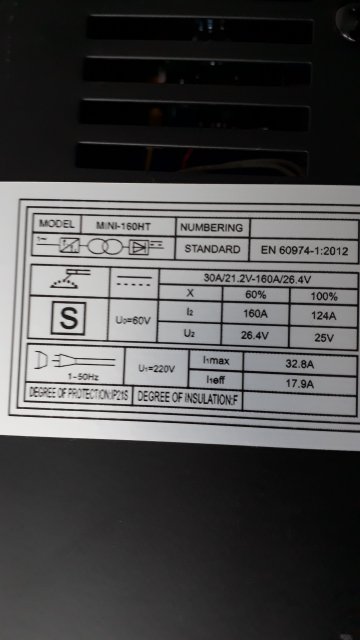 MODEL MINI-160HT NUMBERING
1~ STANDARD EN 60974-1:2012
30A/21.2V-160A/26.4V
X 60% 100%
S U₀=60V I₂ 160A 124A
U₂ 26.4V 25V
1~50Hz U₁=220V I₁max 32.8A
I₁eff 17.9A
DEGREE OF PROTECTION:IP21S DEGREE OF INSULATION:F